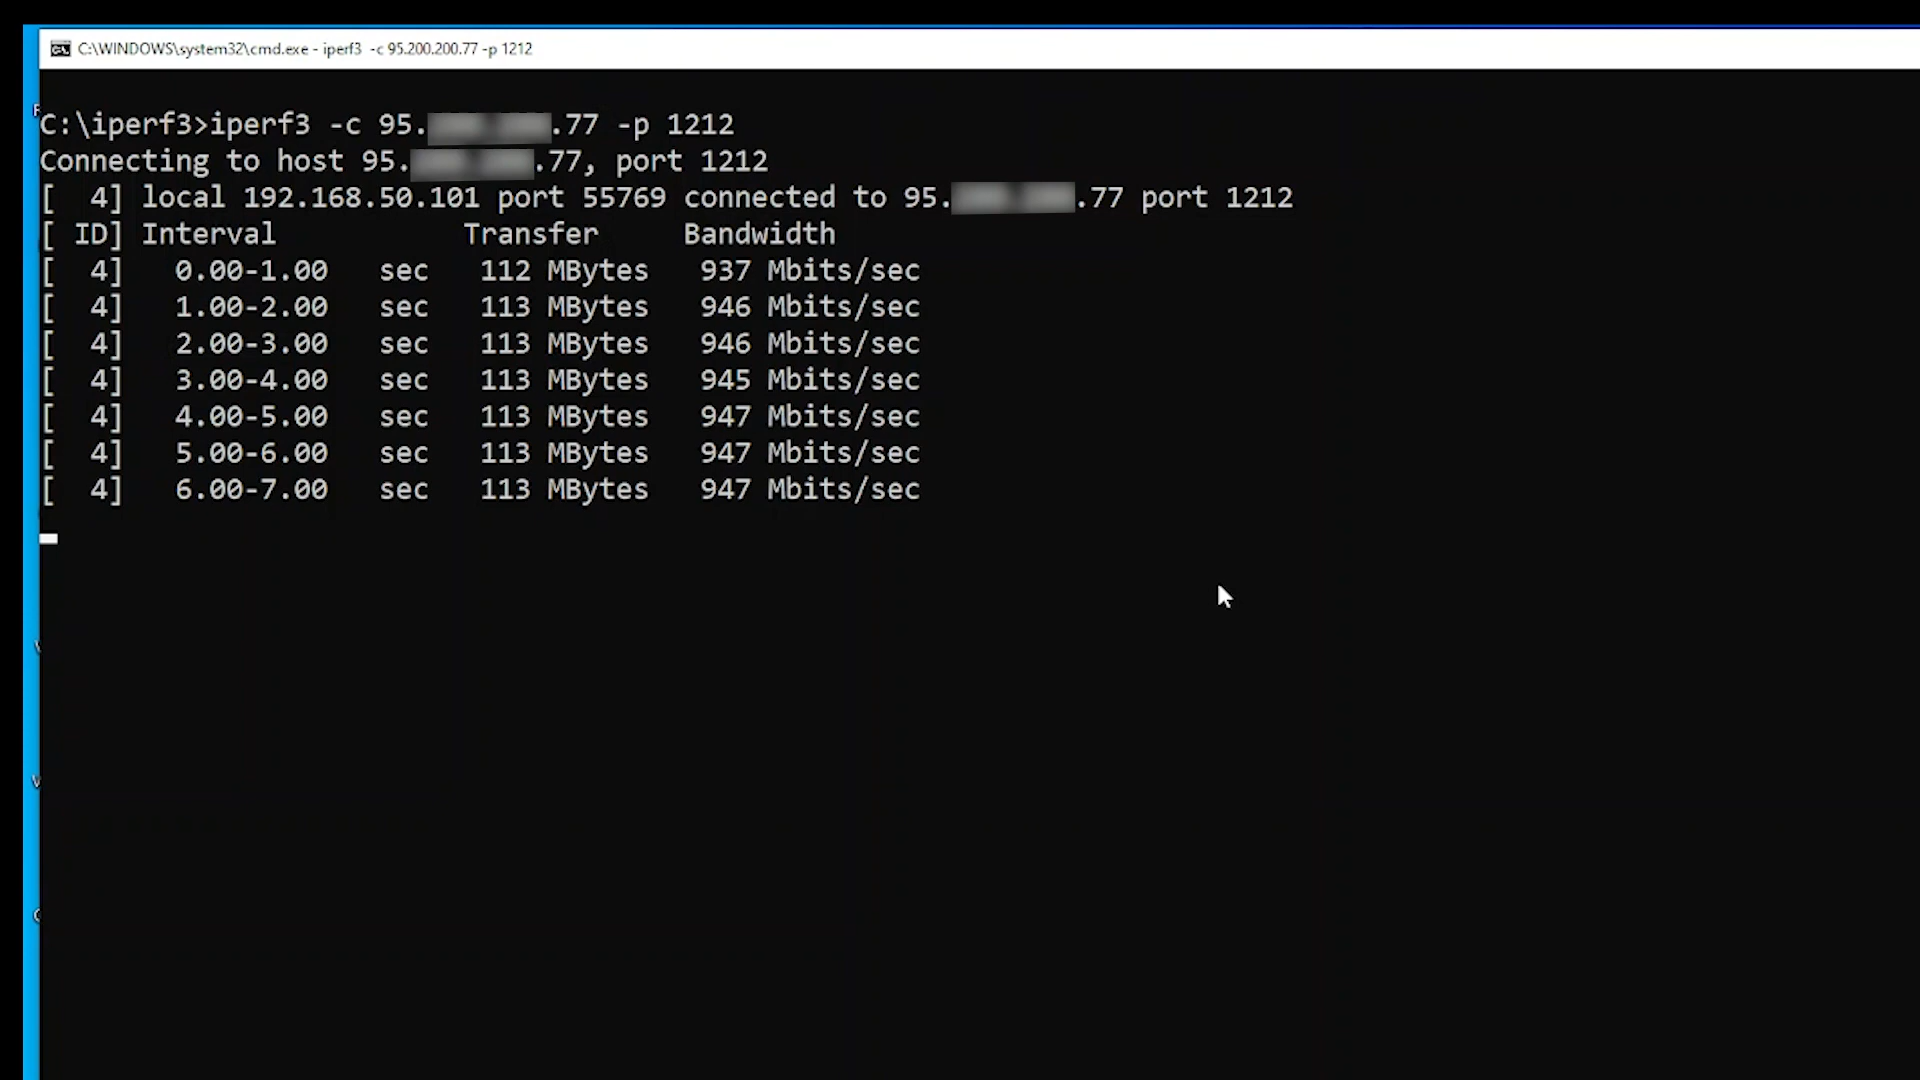 C:\WINDOWS\system32\cmd.exe - iperf3 -c 95.200.200.77 -p 1212
C:\iperf3>iperf3 -c 95. .77 -p 1212
Connecting to host 95. .77, port 1212
[ 4] local 192.168.50.101 port 55769 connected to 95. .77 port 1212
[ ID] Interval Transfer Bandwidth
[ 4] 0.00-1.00 sec 112 MBytes 937 Mbits/sec
[ 4] 1.00-2.00 sec 113 MBytes 946 Mbits/sec
[ 4] 2.00-3.00 sec 113 MBytes 946 Mbits/sec
[ 4] 3.00-4.00 sec 113 MBytes 945 Mbits/sec
[ 4] 4.00-5.00 sec 113 MBytes 947 Mbits/sec
[ 4] 5.00-6.00 sec 113 MBytes 947 Mbits/sec
[ 4] 6.00-7.00 sec 113 MBytes 947 Mbits/sec